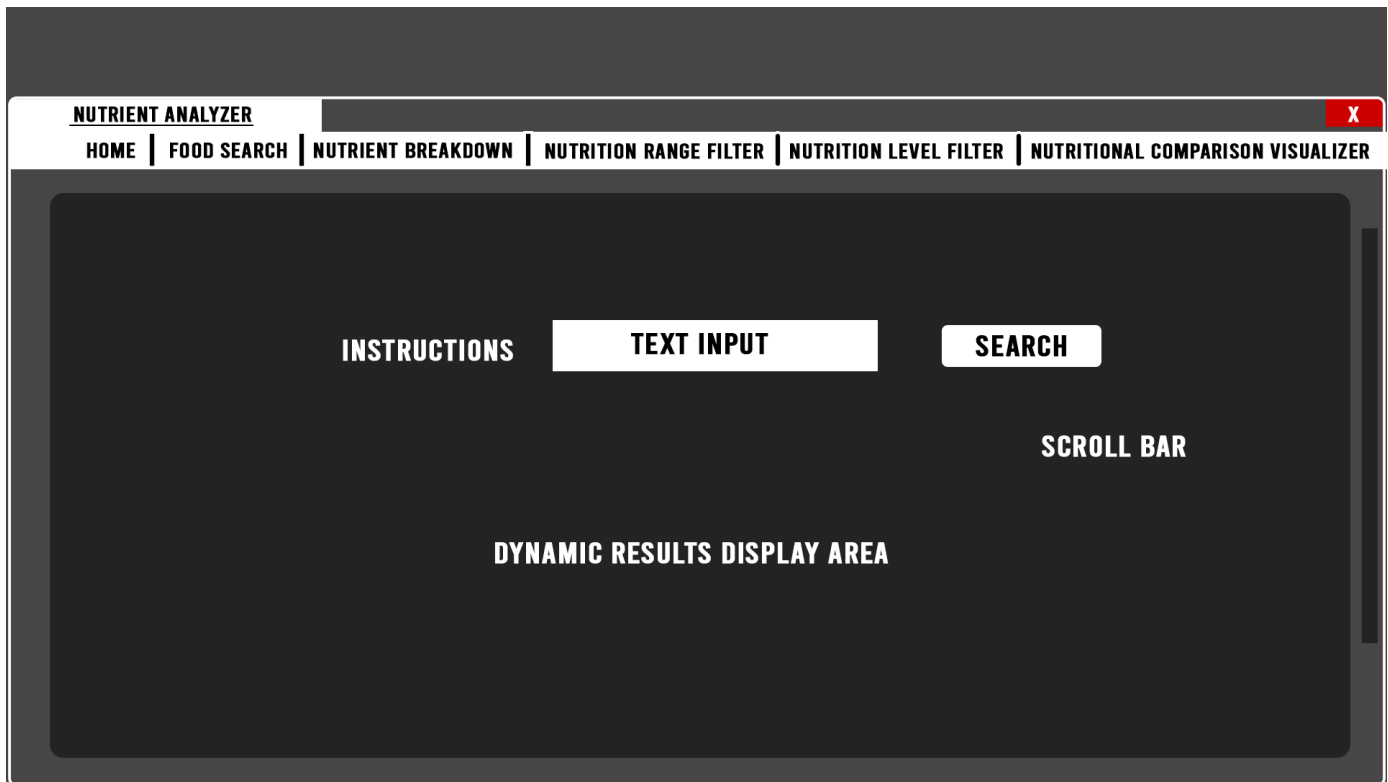 NUTRIENT ANALYZER
X
HOME | FOOD SEARCH | NUTRIENT BREAKDOWN | NUTRITION RANGE FILTER | NUTRITION LEVEL FILTER | NUTRITIONAL COMPARISON VISUALIZER
INSTRUCTIONS
TEXT INPUT
SEARCH
SCROLL BAR
DYNAMIC RESULTS DISPLAY AREA